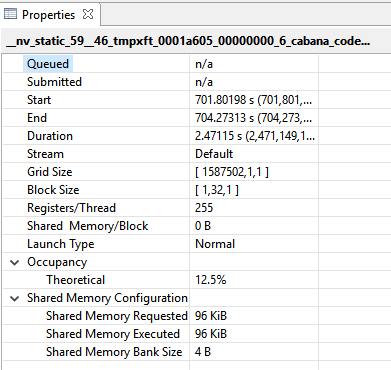 Properties
__nv_static_59__46_tmpxft_0001a605_00000000_6_cabana_code...
Queued n/a
Submitted n/a
Start 701.80198 s (701,801,...
End 704.27313 s (704,273,...
Duration 2.47115 s (2,471,149,1...
Stream Default
Grid Size [ 1587502,1,1 ]
Block Size [ 1,32,1 ]
Registers/Thread 255
Shared Memory/Block 0 B
Launch Type Normal
Occupancy
Theoretical 12.5%
Shared Memory Configuration
Shared Memory Requested 96 KiB
Shared Memory Executed 96 KiB
Shared Memory Bank Size 4 B